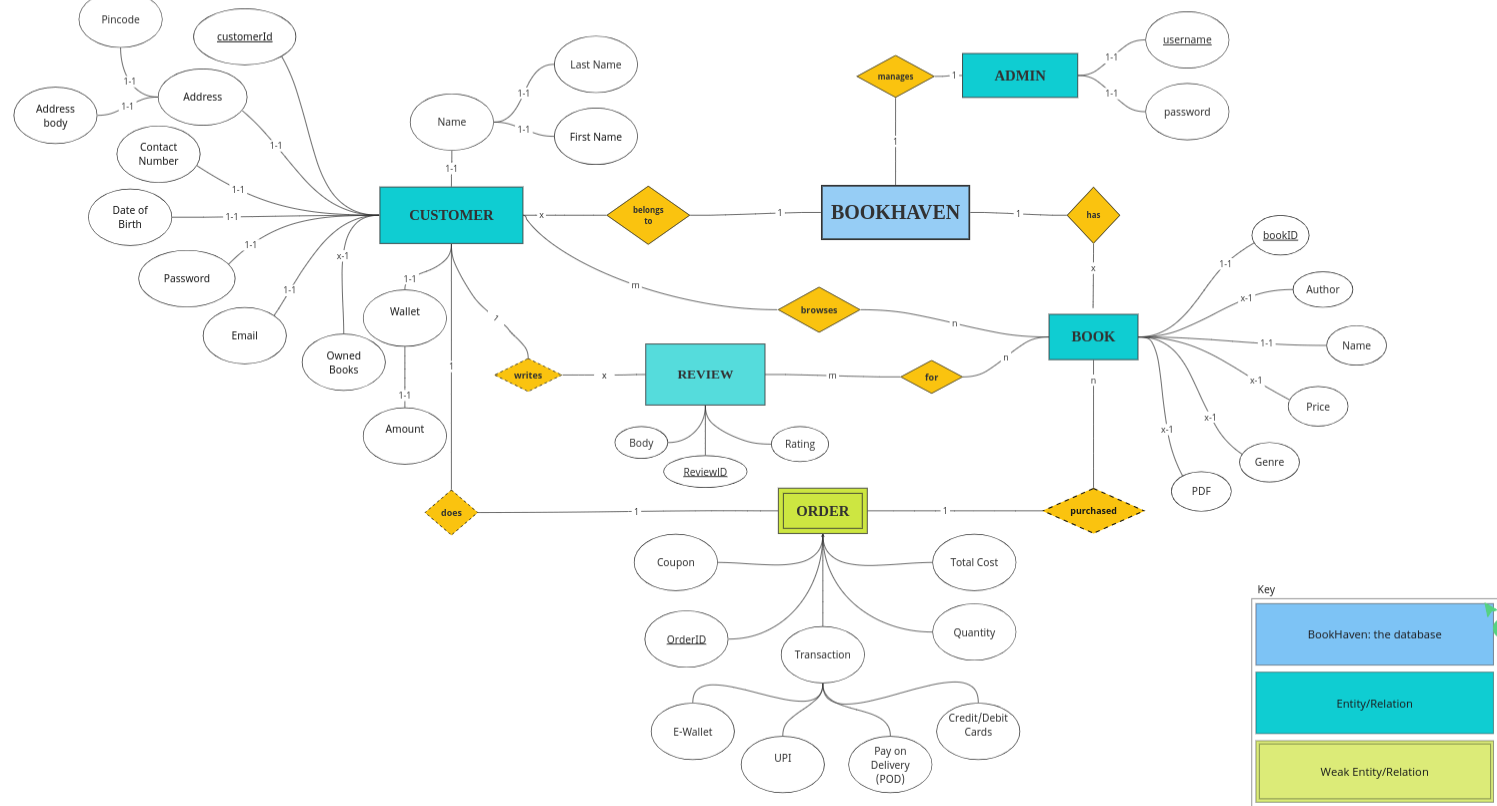 Pincode
customerId
Address
Address
body
1-1
1-1
1-1
Contact
Number
1-1
Date of
Birth
1-1
Password
1-1
Email
1-1
Owned
Books
x-1
Name
Last Name
First Name
1-1
1-1
1-1
CUSTOMER
x
belongs
to
1
BOOKHAVEN
1
manages
1
ADMIN
1-1
username
1-1
password
1
has
x
BOOK
1-1
bookID
x-1
Author
1-1
Name
x-1
Price
x-1
Genre
x-1
PDF
m
browses
n
1-1
Wallet
1-1
Amount
1
writes
x
REVIEW
m
for
n
Body
ReviewID
Rating
1
does
1
ORDER
1
purchased
n
Coupon
Total Cost
OrderID
Quantity
Transaction
E-Wallet
UPI
Pay on
Delivery
(POD)
Credit/Debit
Cards
Key
BookHaven: the database
Entity/Relation
Weak Entity/Relation